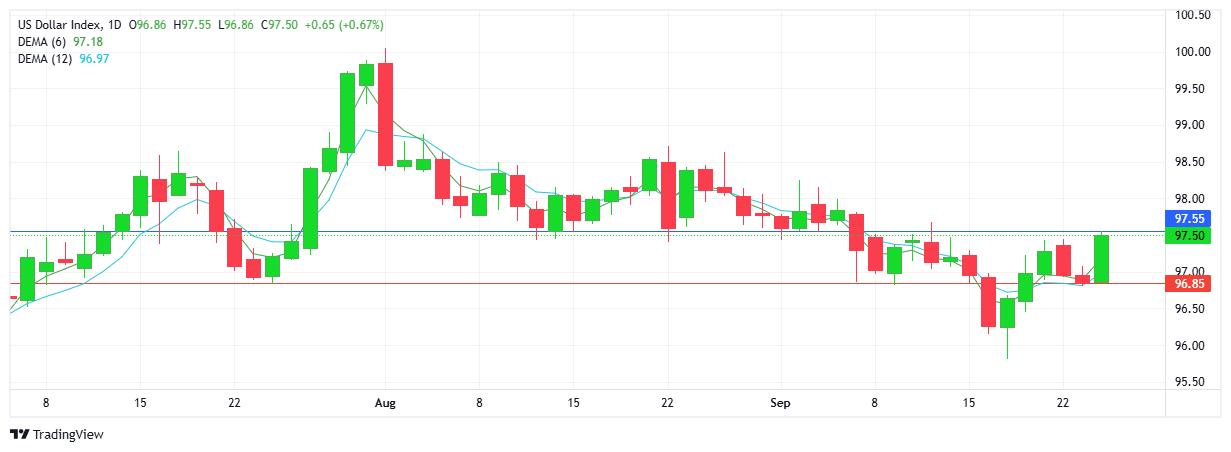 US Dollar Index, 1D O96.86 H97.55 L96.86 C97.50 +0.65 (+0.67%)
DEMA (6) 97.18
DEMA (12) 96.97
100.50
100.00
99.50
99.00
98.50
98.00
97.55
97.50
97.00
96.85
96.50
96.00
95.50
8 15 22 Aug 8 15 22 Sep 8 15 22
TradingView